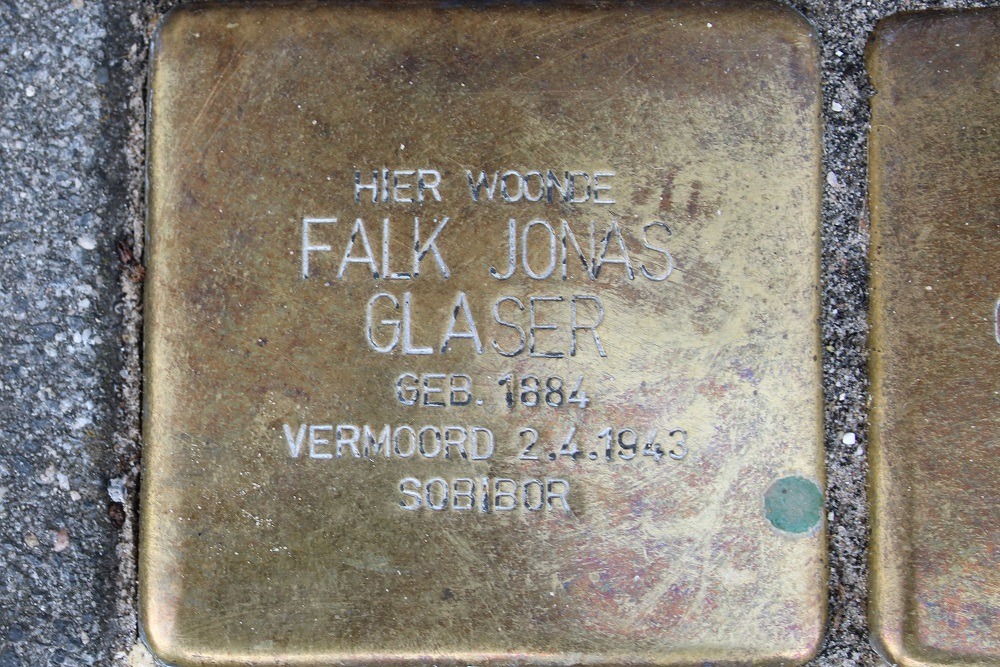 HIER WOONDE
FALK JONAS
GLASER
GEB. 1884
VERMOORD 2.4.1943
SOBIBOR